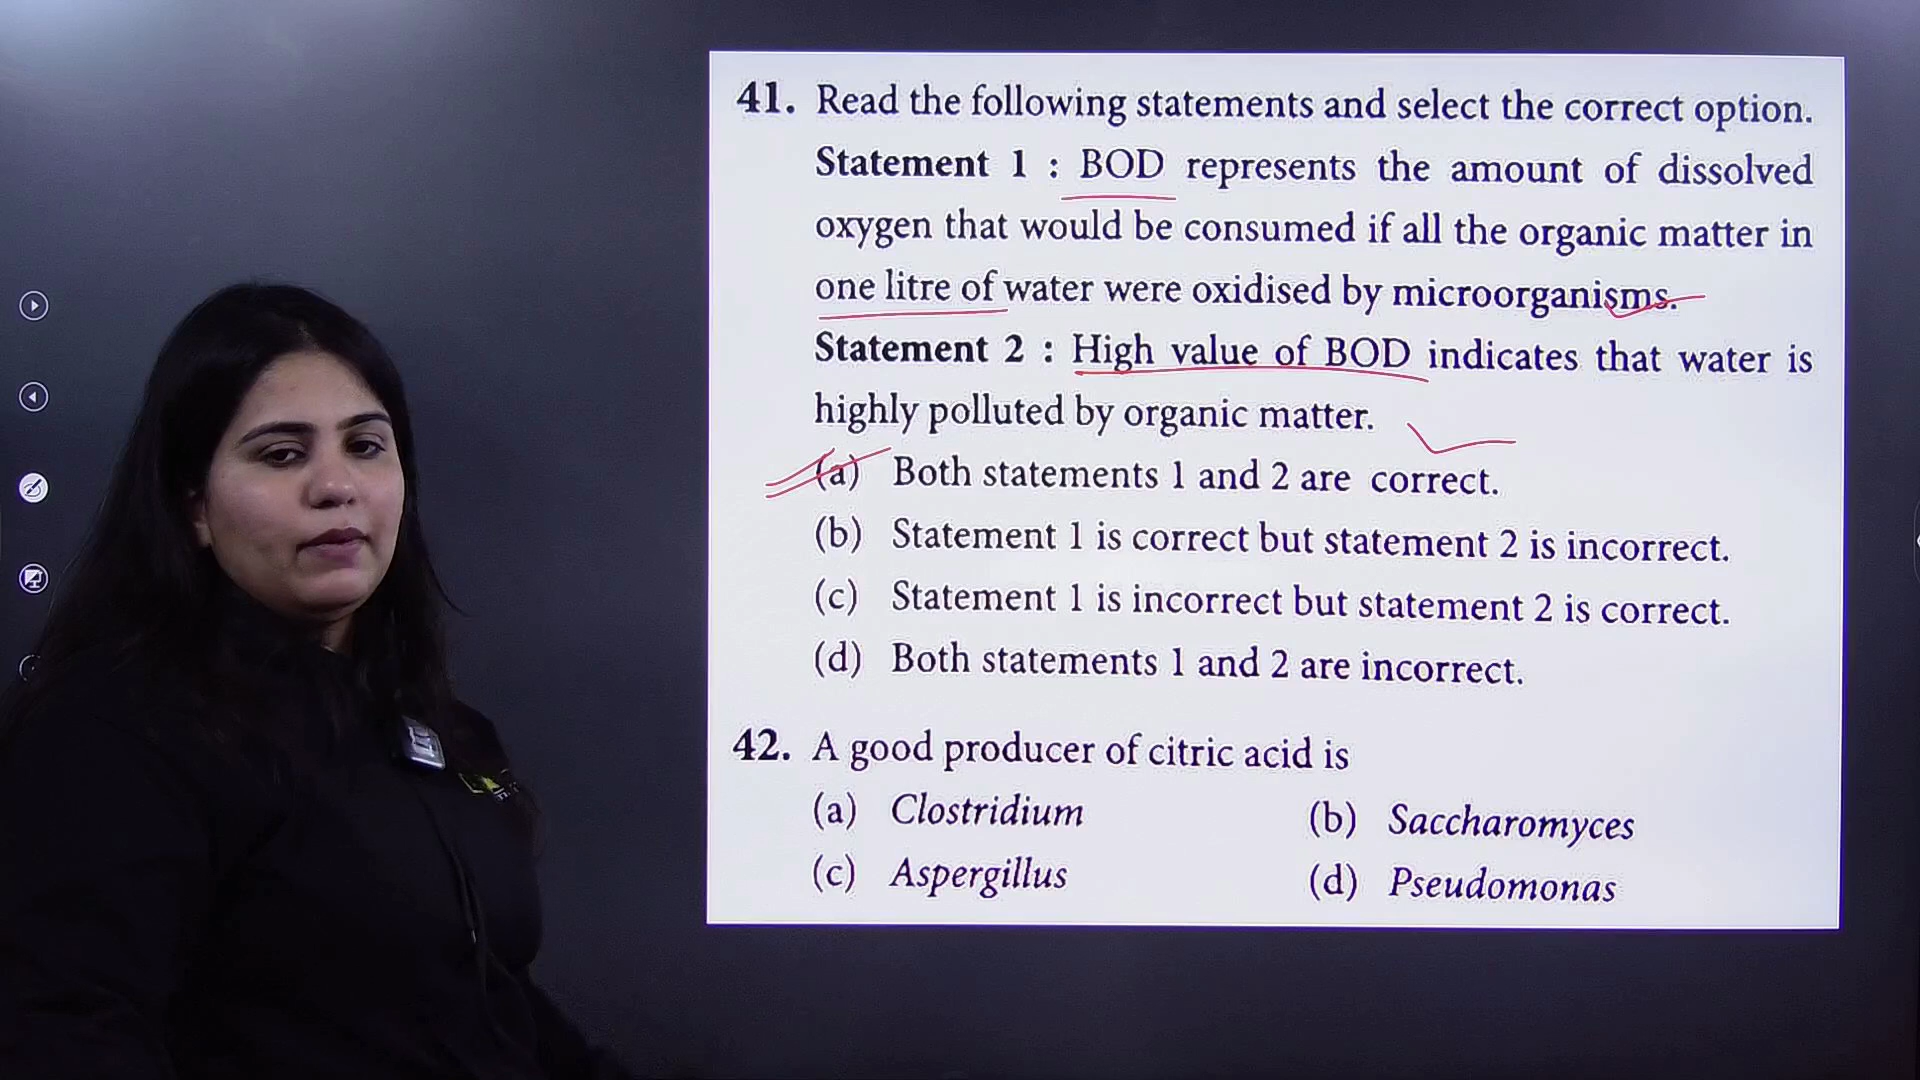 41. Read the following statements and select the correct option.
Statement 1 : BOD represents the amount of dissolved
oxygen that would be consumed if all the organic matter in
one litre of water were oxidised by microorganisms.
Statement 2 : High value of BOD indicates that water is
highly polluted by organic matter.
(a) Both statements 1 and 2 are correct.
(b) Statement 1 is correct but statement 2 is incorrect.
(c) Statement 1 is incorrect but statement 2 is correct.
(d) Both statements 1 and 2 are incorrect.
42. A good producer of citric acid is
(a) Clostridium (b) Saccharomyces
(c) Aspergillus (d) Pseudomonas